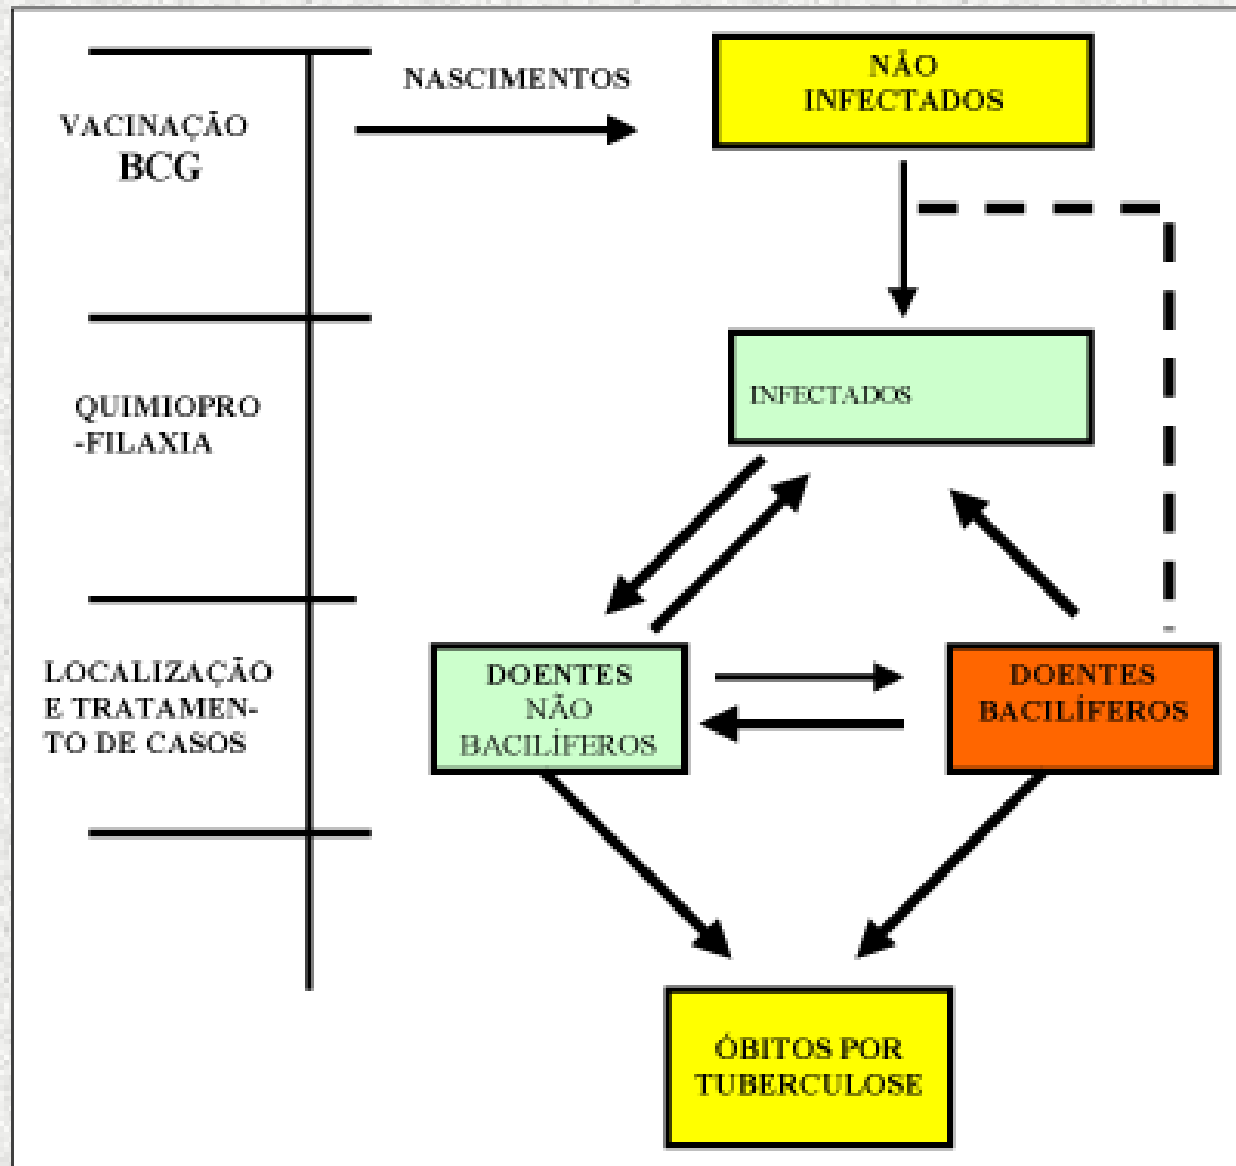 VACINAÇÃO
BCG
NASCIMENTOS
NÃO
INFECTADOS
QUIMIOPRO
-FILAXIA
INFECTADOS
LOCALIZAÇÃO
E TRATAMEN-
TO DE CASOS
DOENTES
NÃO
BACILÍFEROS
DOENTES
BACILÍFEROS
ÓBITOS POR
TUBERCULOSE